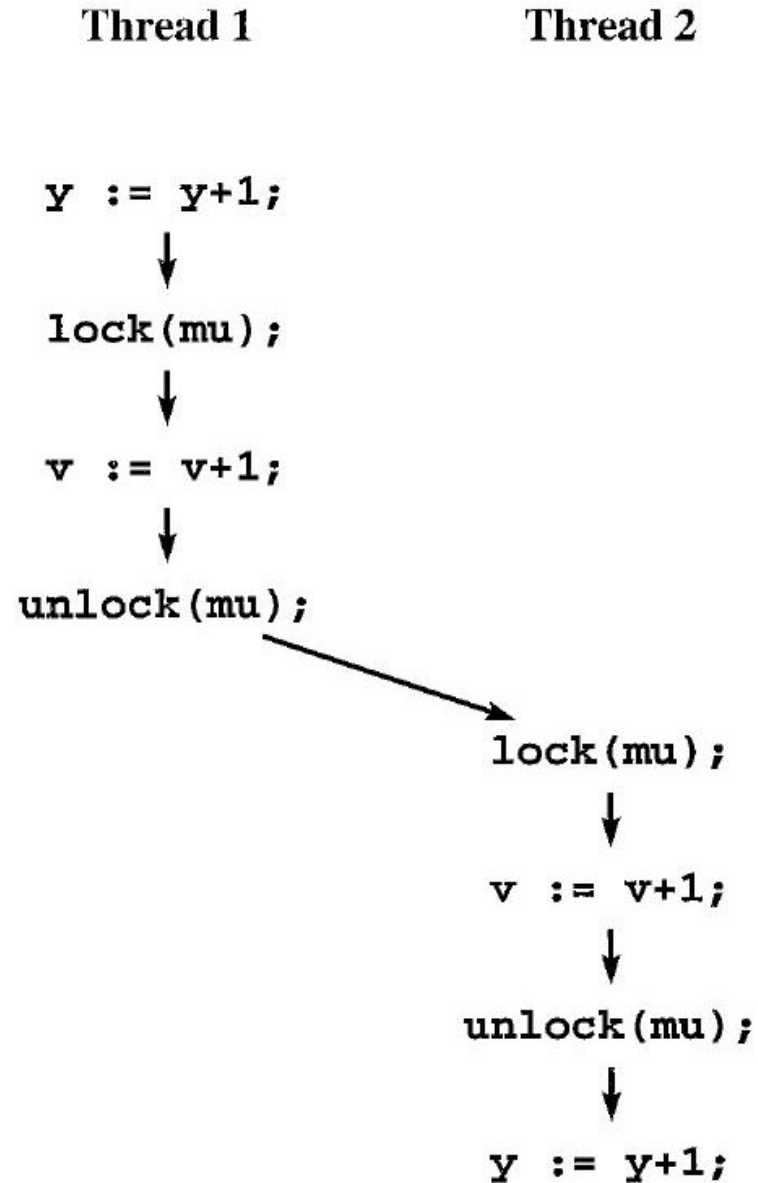 Thread 1 Thread 2
y := y+1;
lock(mu);
v := v+1;
unlock(mu);
lock(mu);
v := v+1;
unlock(mu);
y := y+1;